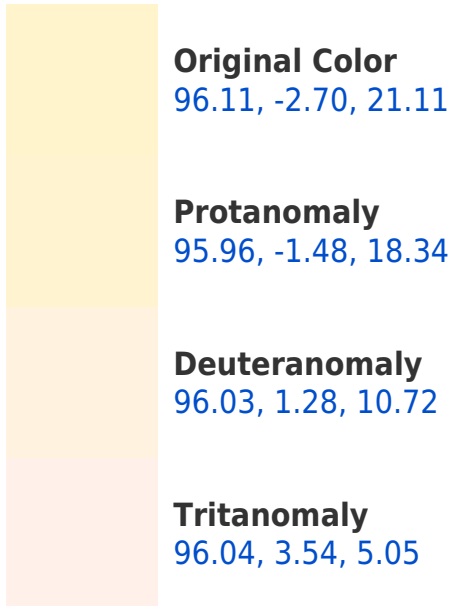 Original Color
96.11, -2.70, 21.11
Protanomaly
95.96, -1.48, 18.34
Deuteranomaly
96.03, 1.28, 10.72
Tritanomaly
96.04, 3.54, 5.05